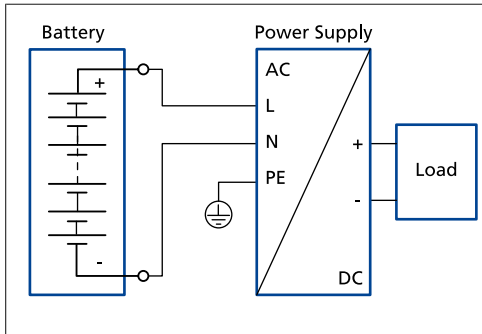 Battery
Power Supply
+
-
AC
L
N
PE
+
-
DC
Load